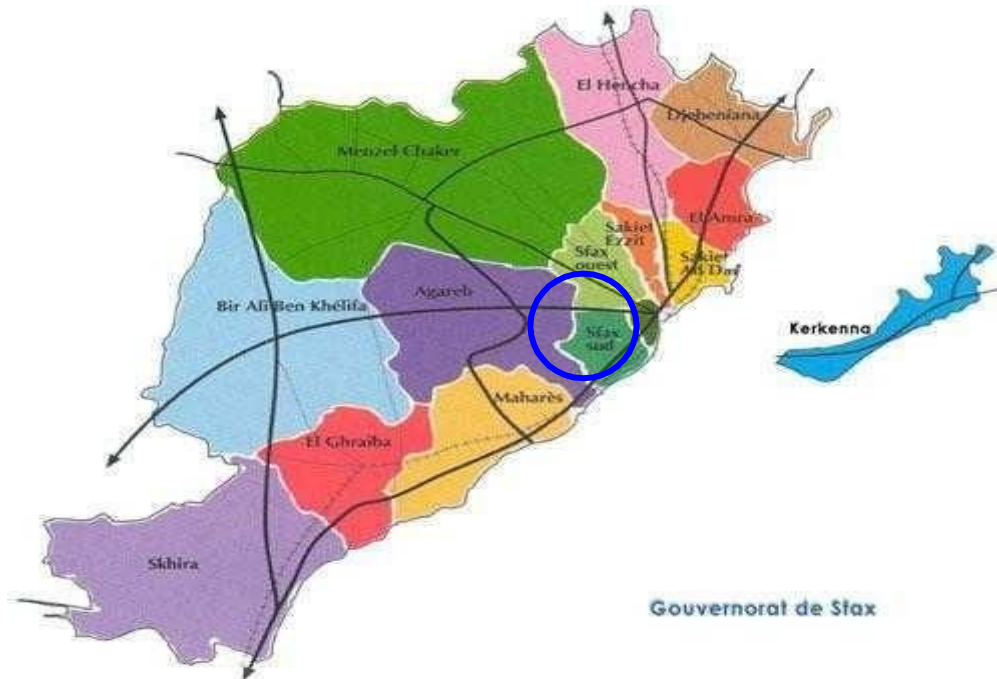 El Hencha
Djebeniana
Menzel Chaker
El Amra
Sakiet
Ezzit
Sfax
ouest
Sakiet
Bir Ali Ben Khélifa
Agareb
Kerkenna
Sfax
sud
Maharès
El Ghraïba
Skhira
Gouvernorat de Sfax